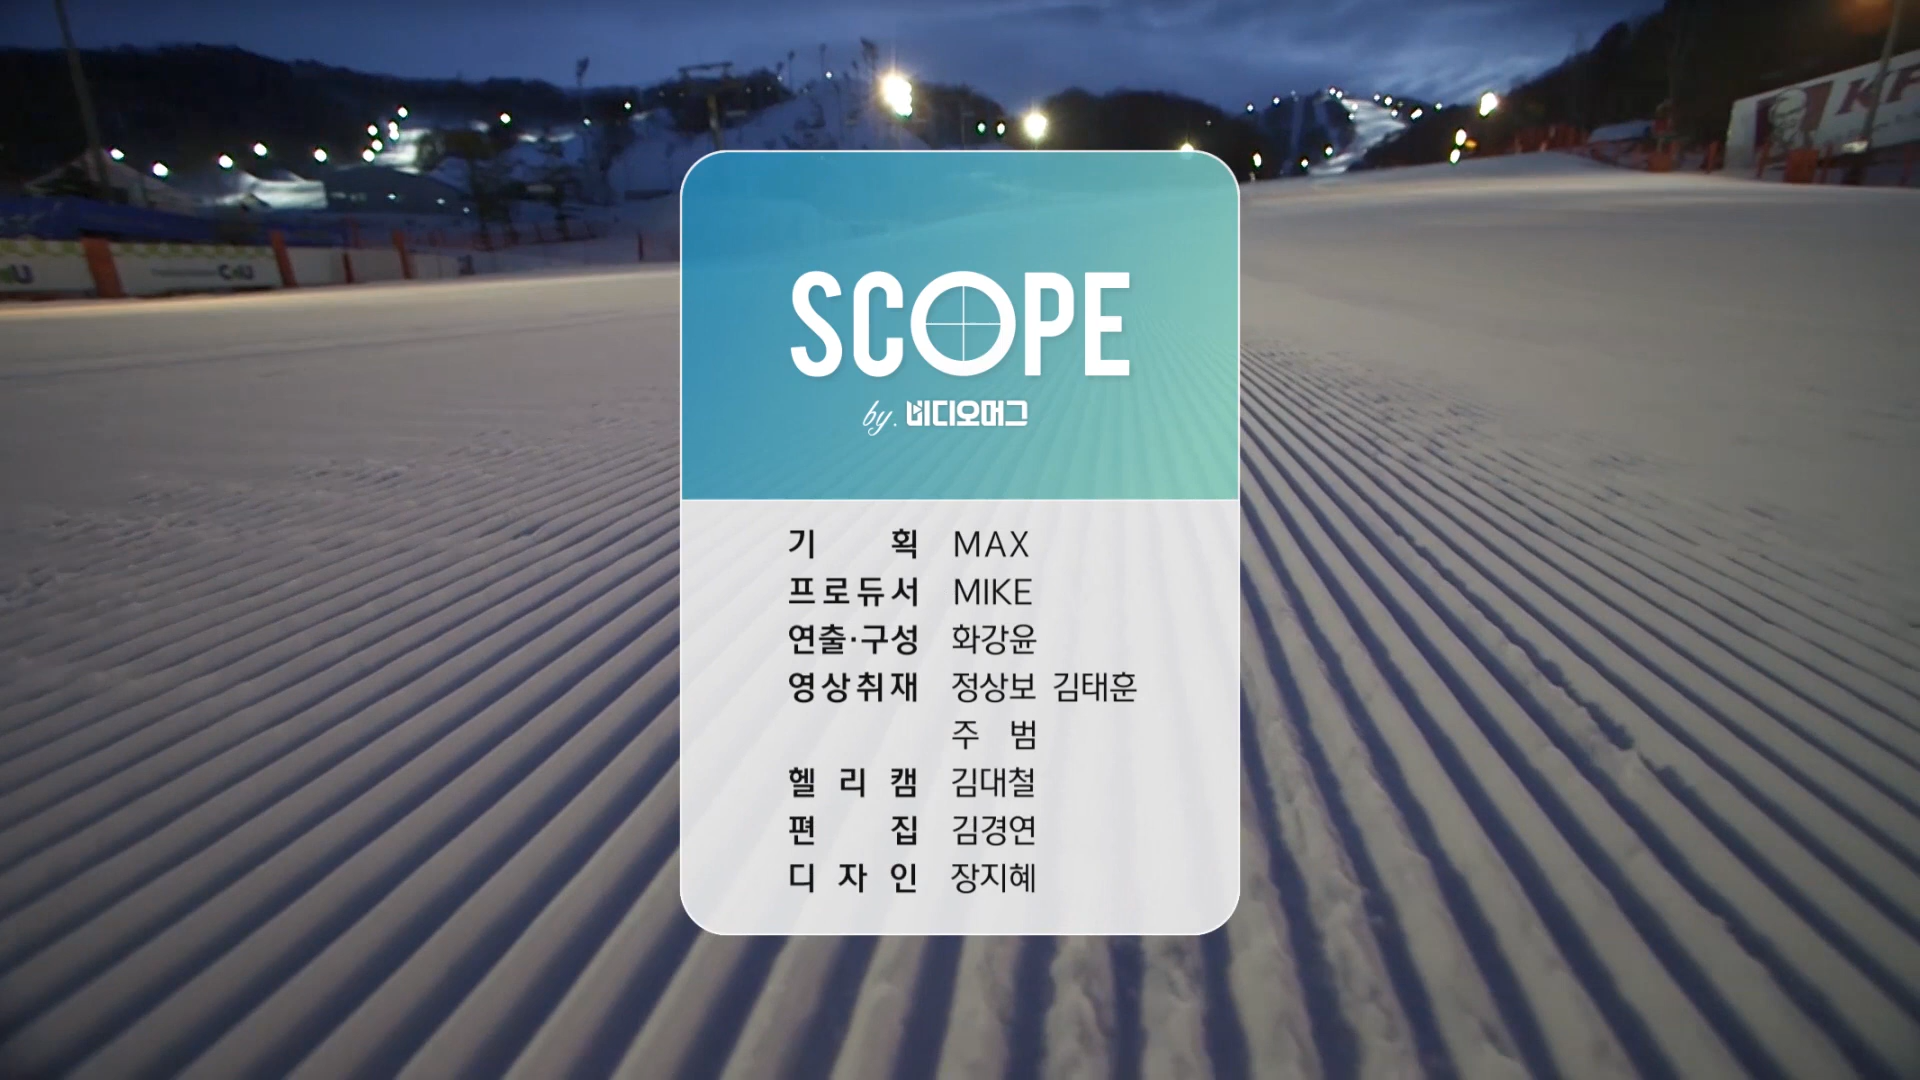 KF
CU
SCOPE
by. 비디오머그
기획 MAX
프로듀서 MIKE
연출·구성 화강윤
영상취재 정상보 김태훈
주범
헬리캠 김대철
편집 김경연
디자인 장지혜